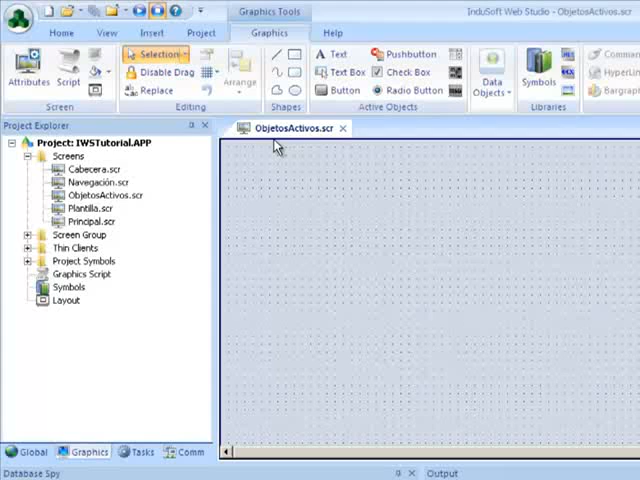 Graphics Tools
InduSoft Web Studio - ObjetosActivos.scr
Home View Insert Project Graphics Help
Attributes
Script
Screen
Selection
Disable Drag
Replace
Arrange
Editing
Shapes
Text
Text Box
Button
Pushbutton
Check Box
Radio Button
Active Objects
Data
Objects
Symbols
Libraries
Comman
HyperLin
Bargraph
Project Explorer
ObjetosActivos.scr
Project: IWSTutorial.APP
Screens
Cabecera.scr
Navegación.scr
ObjetosActivos.scr
Plantilla.scr
Principal.scr
Screen Group
Thin Clients
Project Symbols
Graphics Script
Symbols
Layout
Global Graphics Tasks Comm
Database Spy
Output